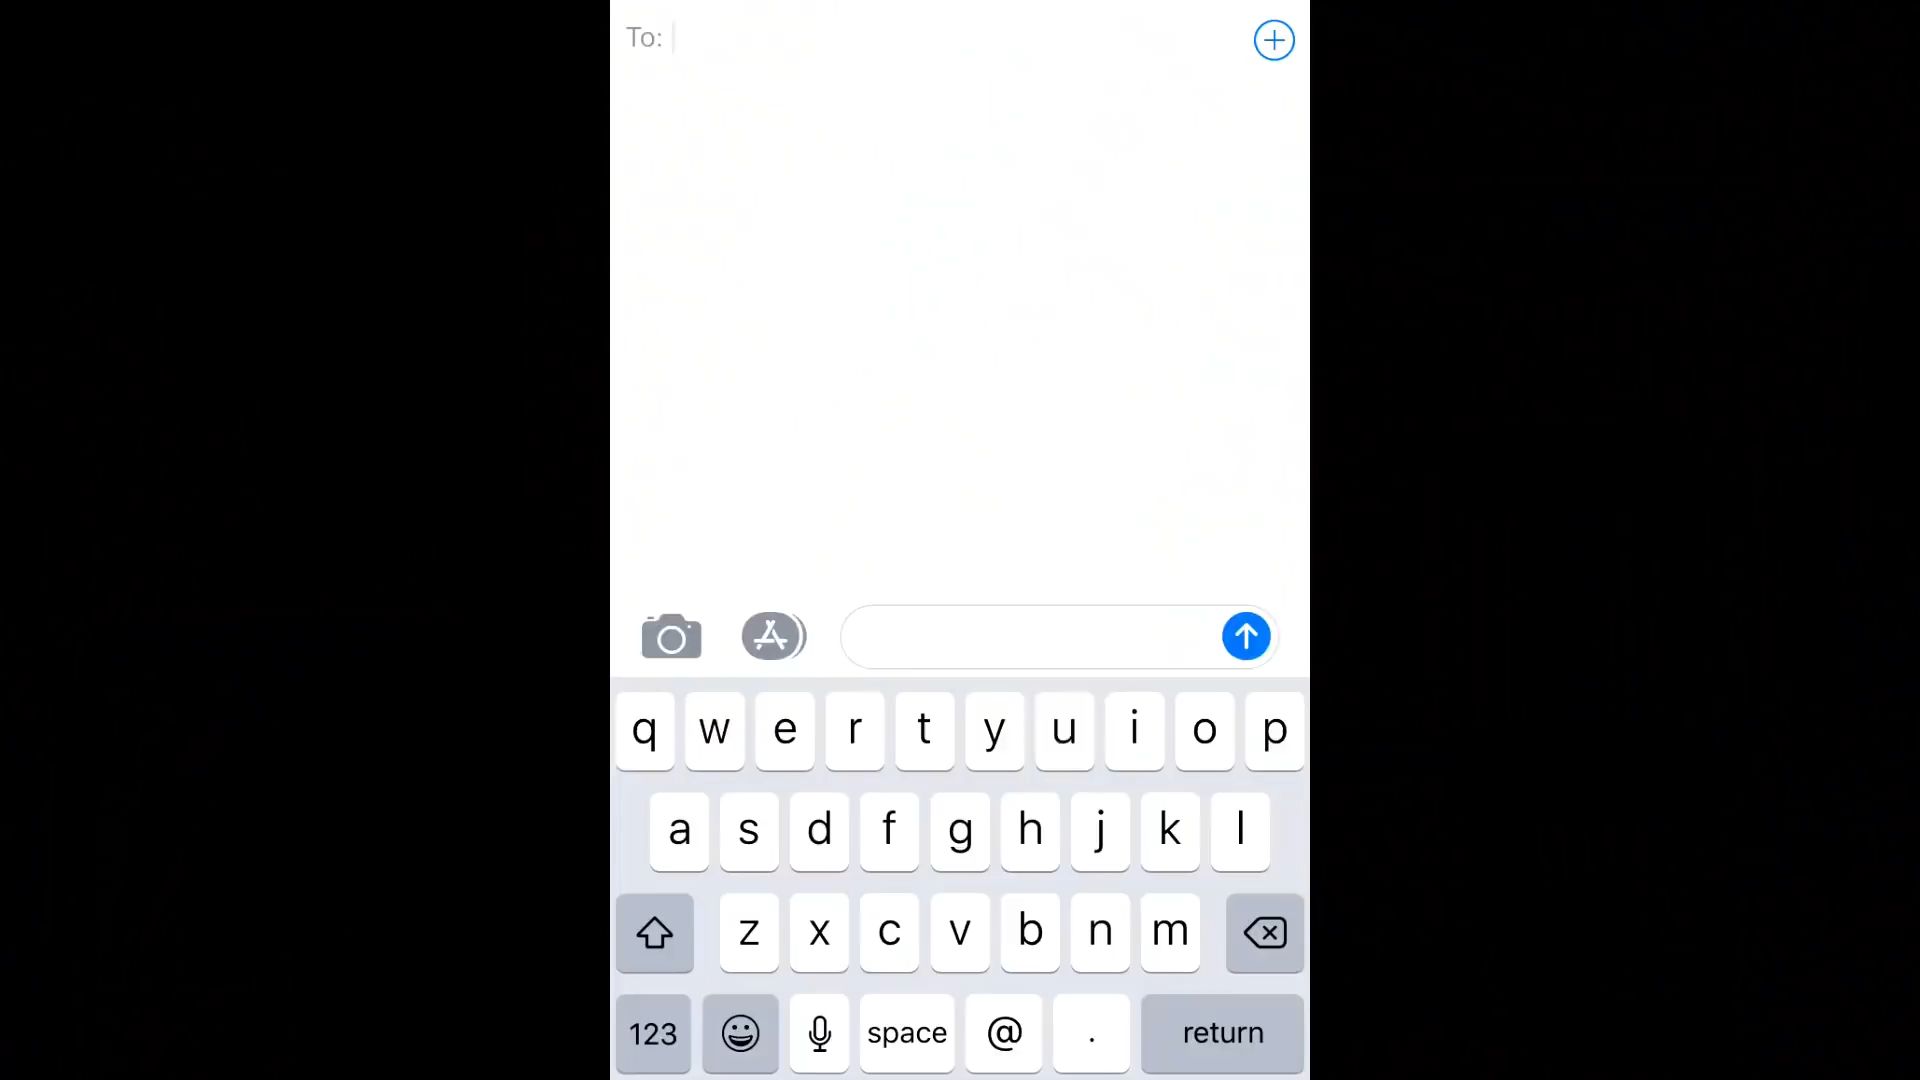 To:
q w e r t y u i o p
a s d f g h j k l
z x c v b n m
123 space @ . return